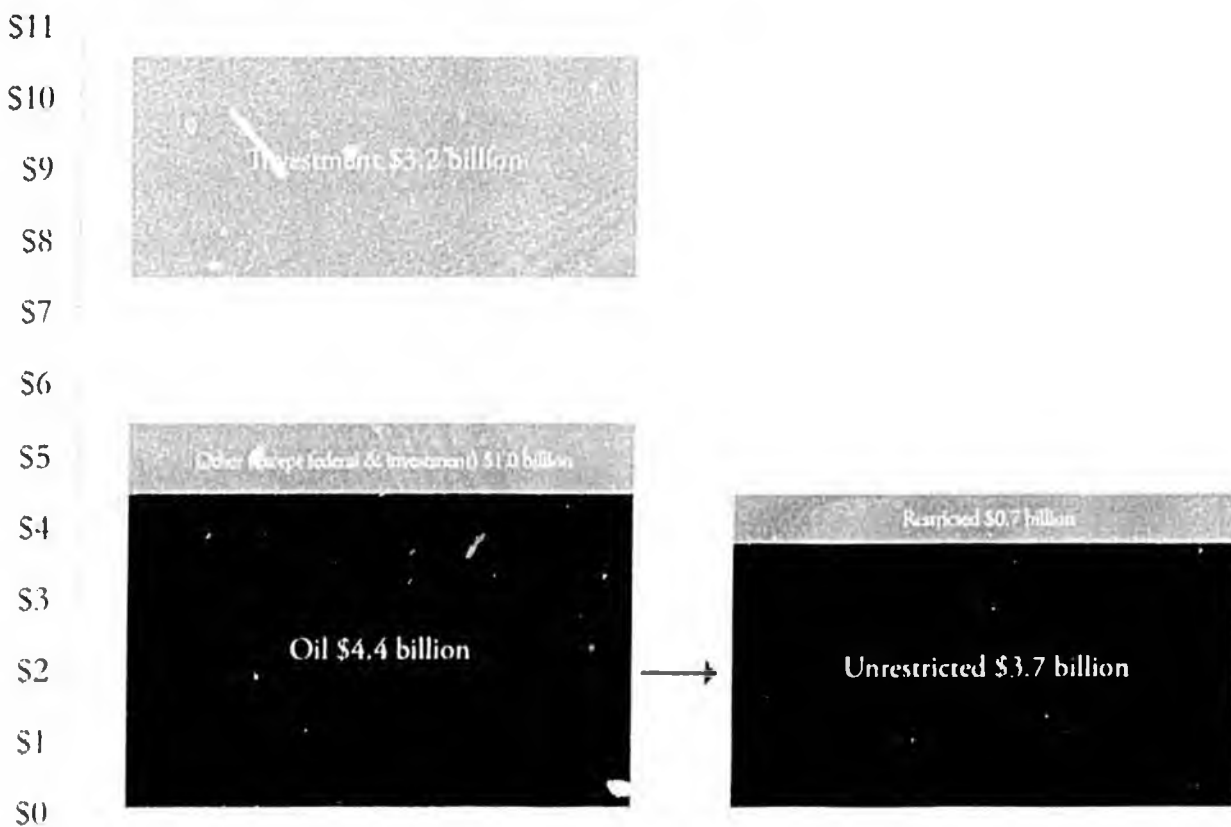 $11
$10
$9
$8
$7
$6
$5
$4
$3
$2
$1
$0
Investment $3.2 billion
Other (except federal & investment) $1.0 billion
Oil $4.4 billion
Restricted $0.7 billion
Unrestricted $3.7 billion